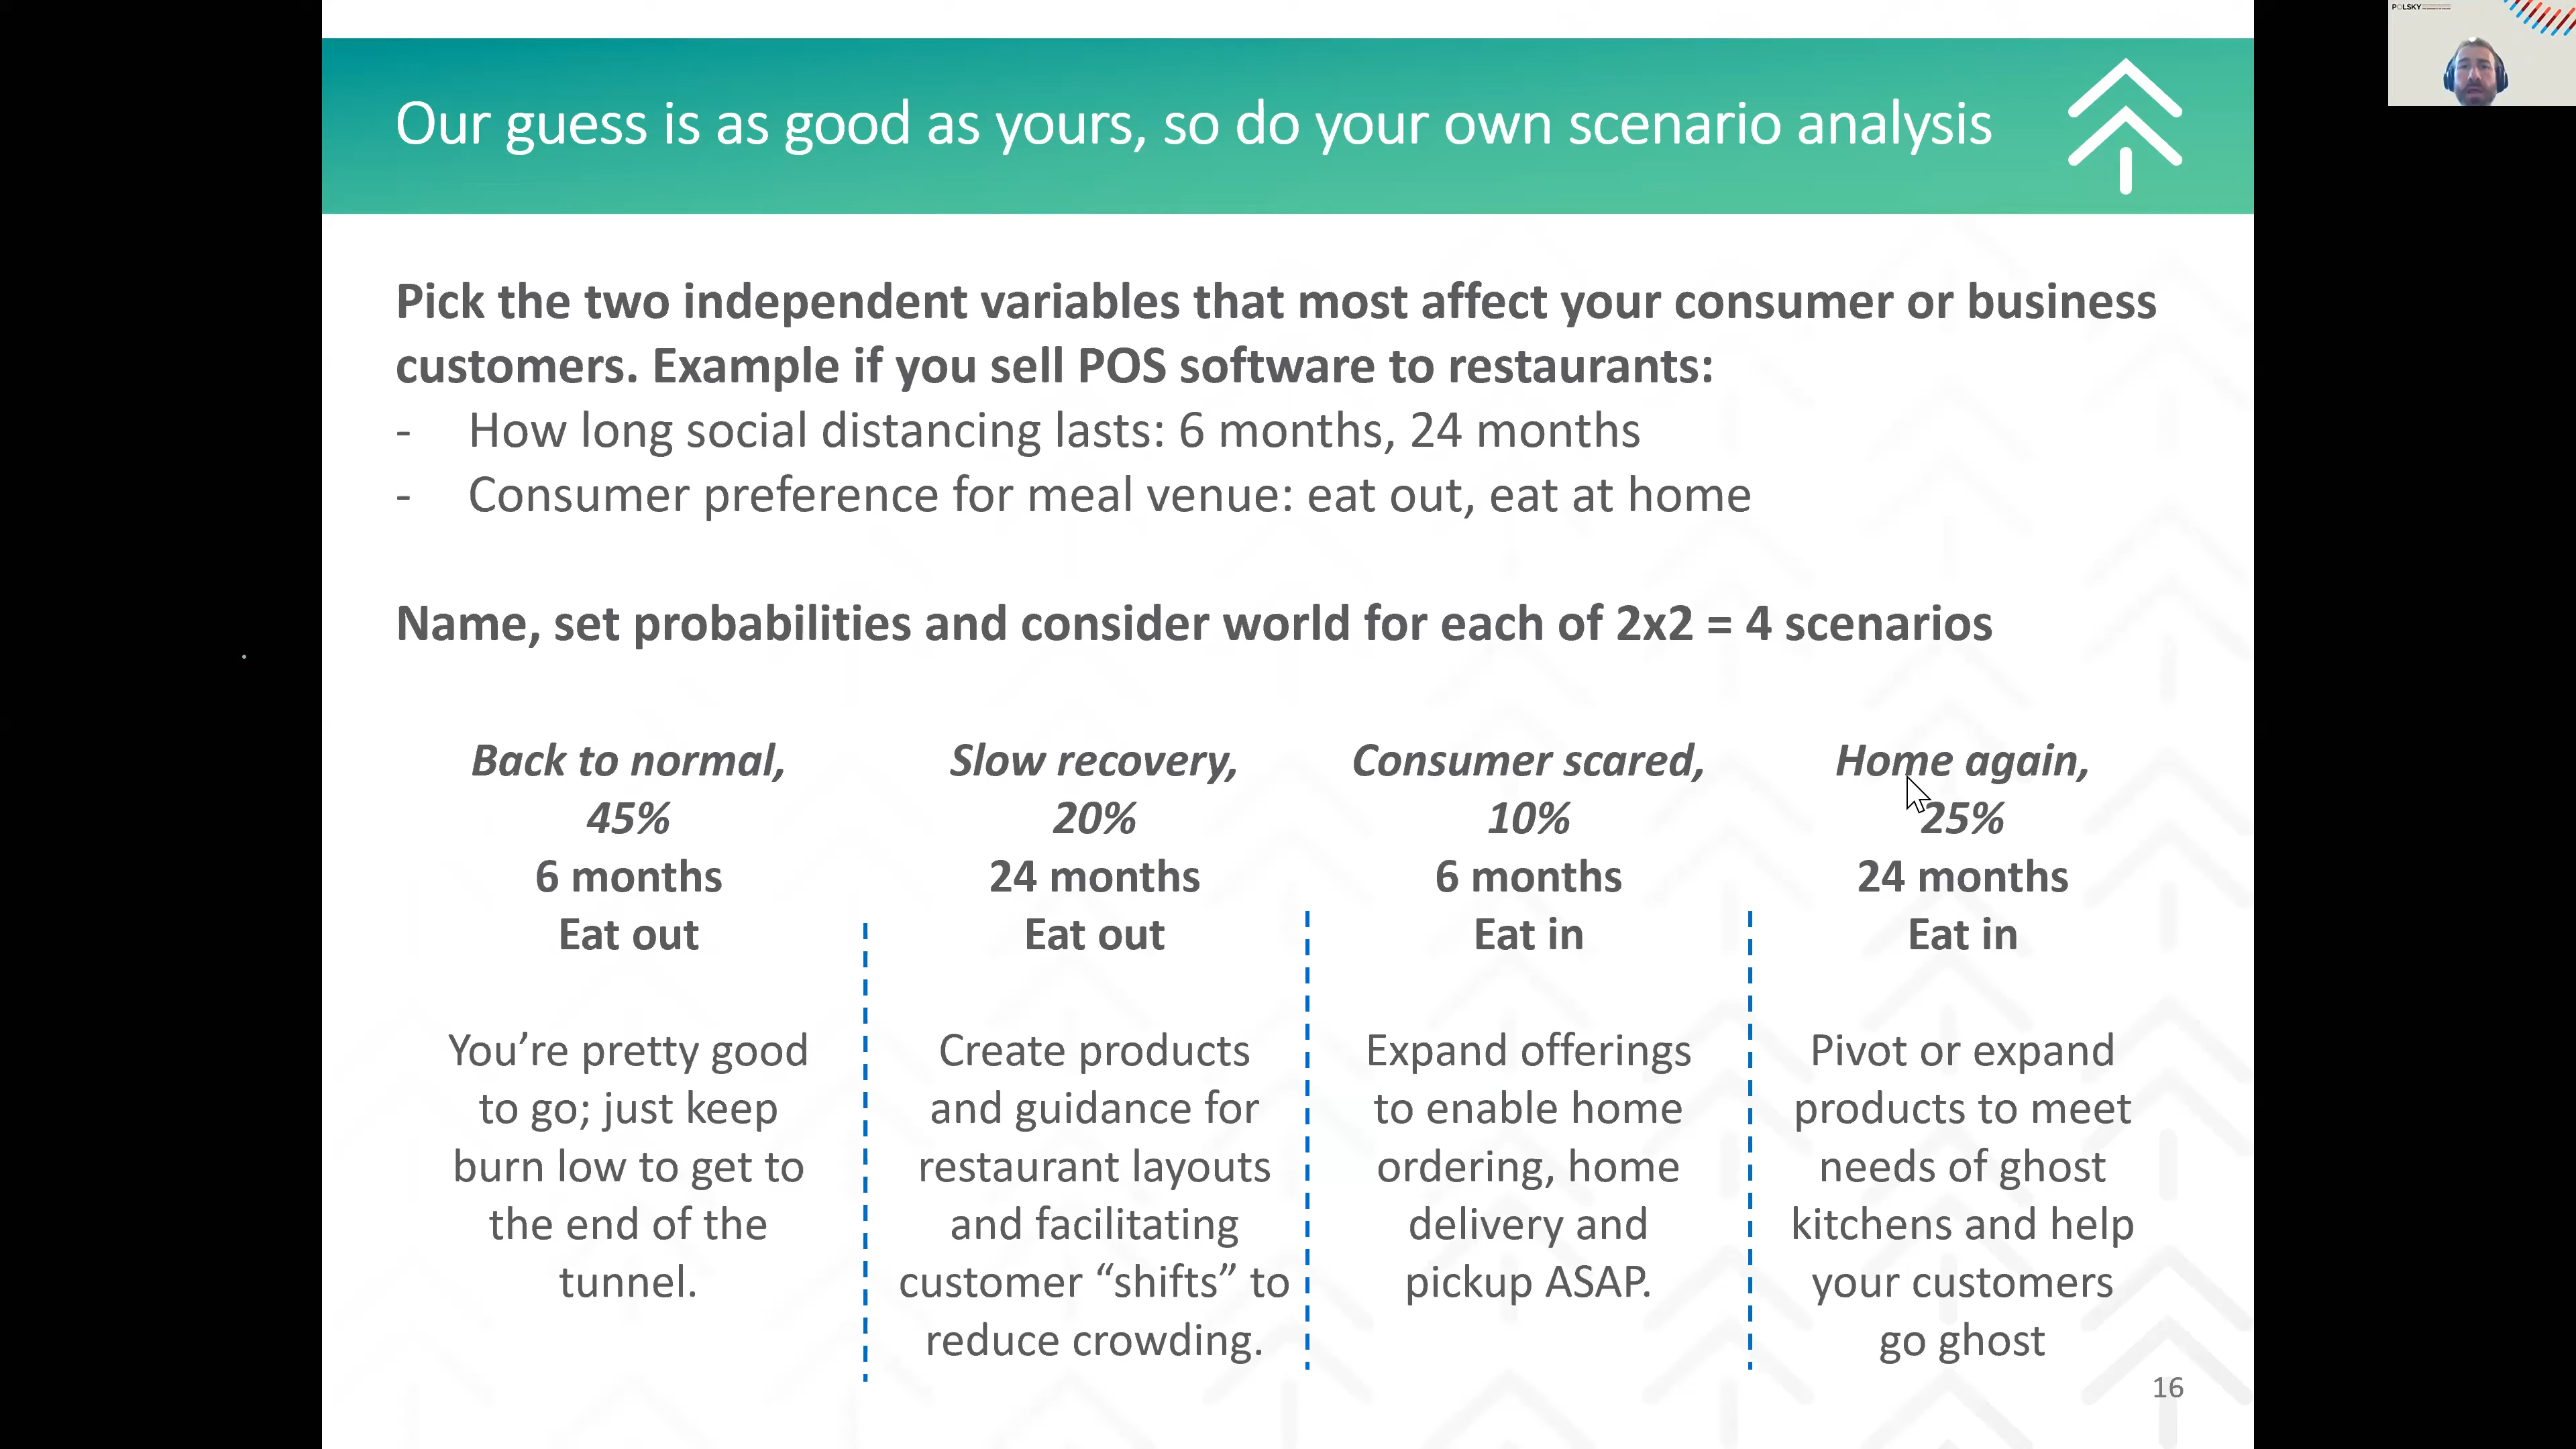 Our guess is as good as yours, so do your own scenario analysis
POLSKY
Pick the two independent variables that most affect your consumer or business
customers. Example if you sell POS software to restaurants:
- How long social distancing lasts: 6 months, 24 months
- Consumer preference for meal venue: eat out, eat at home
Name, set probabilities and consider world for each of 2x2 = 4 scenarios
Back to normal,
45%
6 months
Eat out
You’re pretty good
to go; just keep
burn low to get to
the end of the
tunnel.
Slow recovery,
20%
24 months
Eat out
Create products
and guidance for
restaurant layouts
and facilitating
customer “shifts” to
reduce crowding.
Consumer scared,
10%
6 months
Eat in
Expand offerings
to enable home
ordering, home
delivery and
pickup ASAP.
Home again,
25%
24 months
Eat in
Pivot or expand
products to meet
needs of ghost
kitchens and help
your customers
go ghost
16